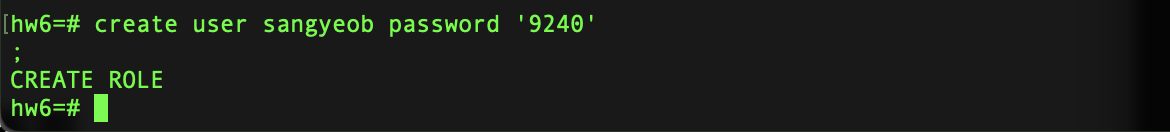 [hw6=# create user sangyeob password '9240'
;
CREATE ROLE
hw6=#